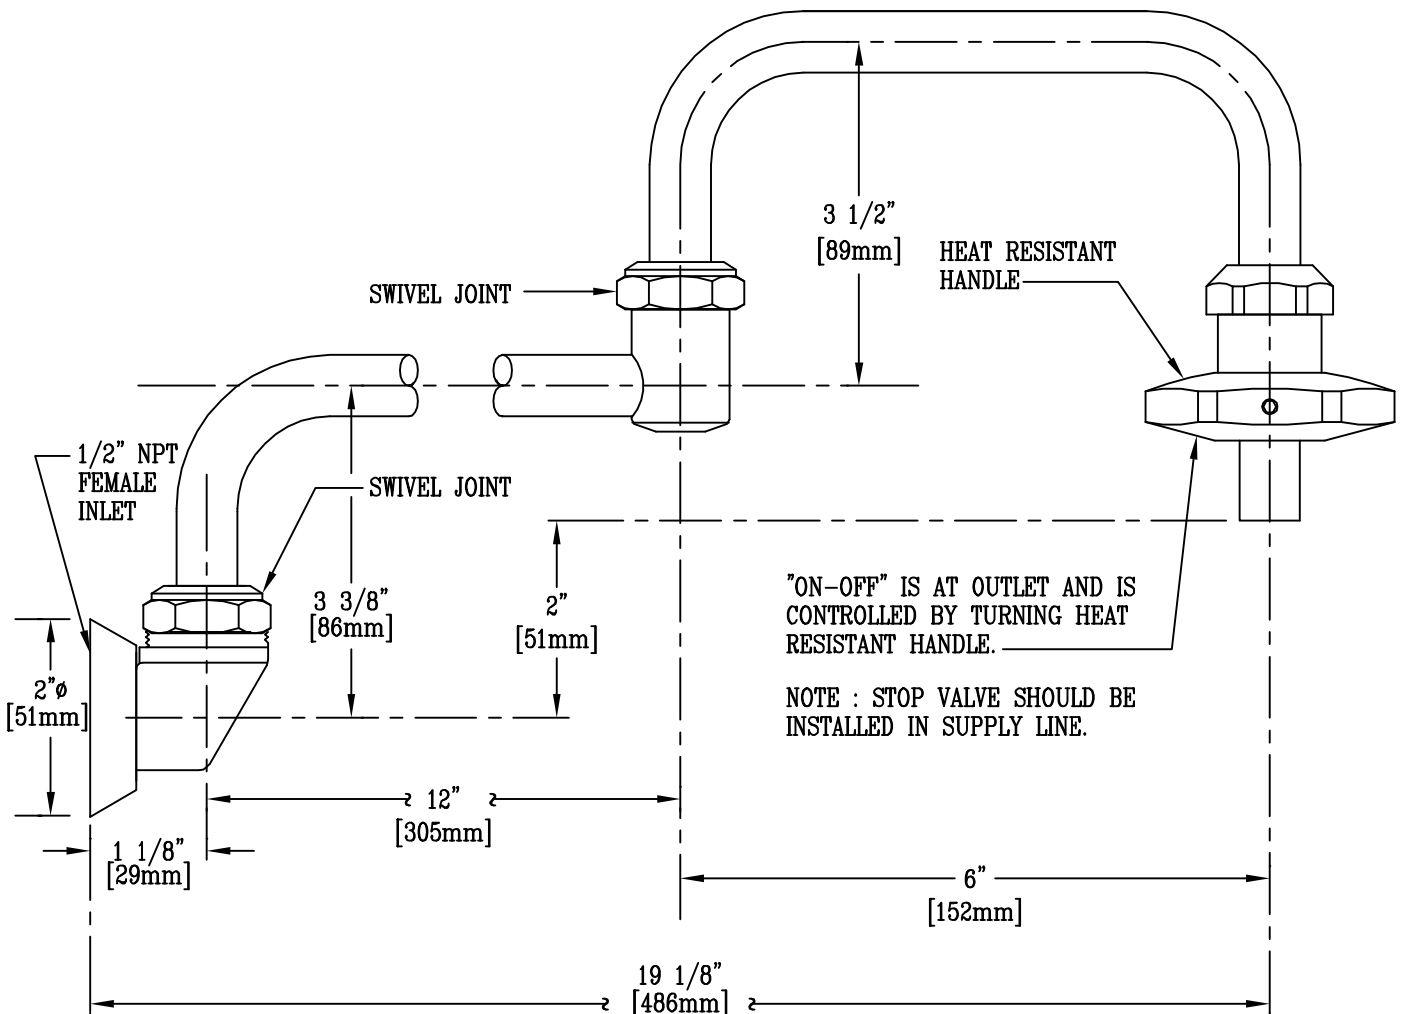 3 1/2"
[89mm]
HEAT RESISTANT
HANDLE
SWIVEL JOINT
1/2" NPT
FEMALE
INLET
SWIVEL JOINT
3 3/8"
[86mm]
2"
[51mm]
"ON-OFF" IS AT OUTLET AND IS
CONTROLLED BY TURNING HEAT
RESISTANT HANDLE.
NOTE : STOP VALVE SHOULD BE
INSTALLED IN SUPPLY LINE.
2"ø
[51mm]
12"
[305mm]
1 1/8"
[29mm]
6"
[152mm]
19 1/8"
[486mm]